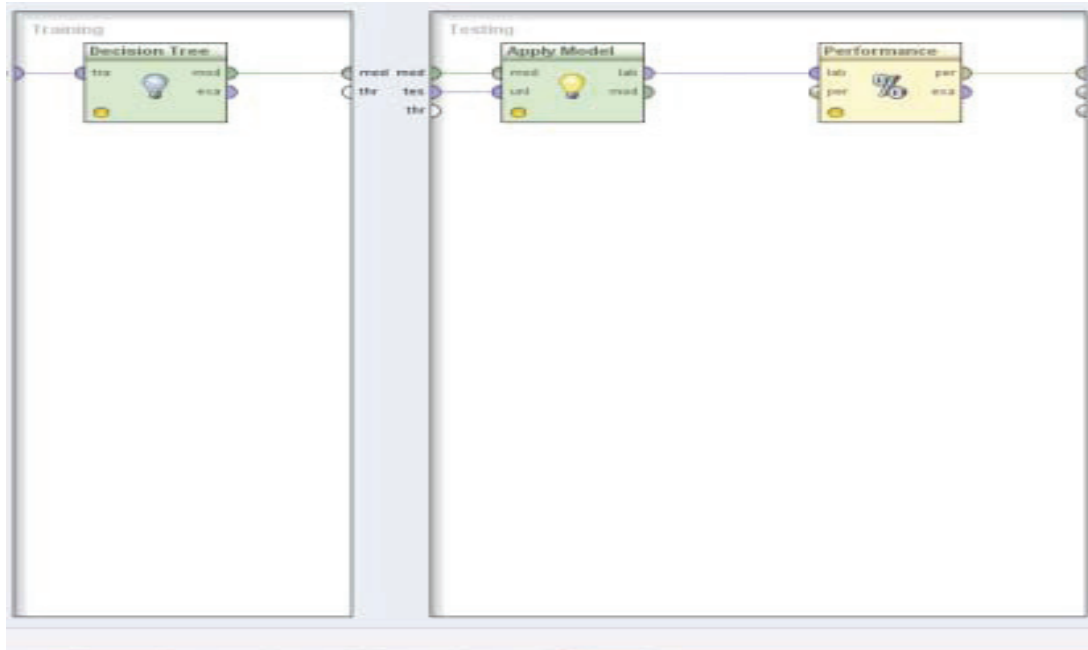 Training
Decision Tree
tra mod
exa
mod
thr
Testing
mod
tes
thr
Apply Model
mod lab
unl mod
Performance
lab per
per exa